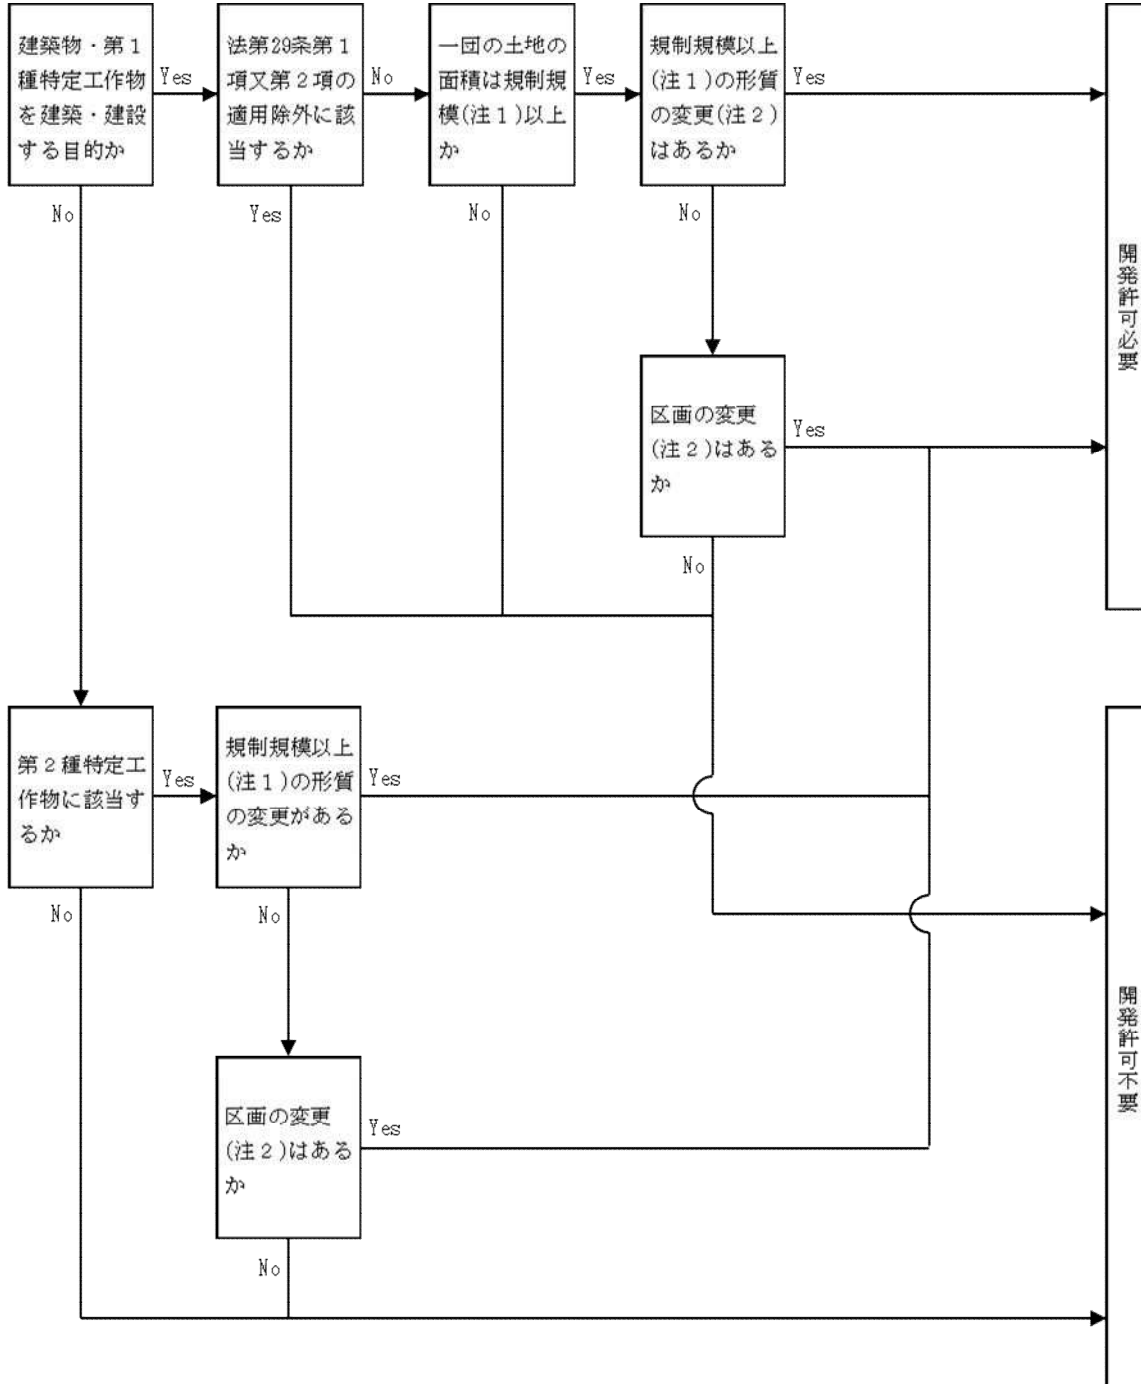 建築物・第１
種特定工作物
を建築・建設
する目的か
Yes
法第29条第１
項又第２項の
適用除外に該
当するか
No
一団の土地の
面積は規制規
模(注１)以上
か
Yes
規制規模以上
(注１)の形質
の変更(注２)
はあるか
Yes
No
Yes
No
No
開発許可必要
区画の変更
(注２)はある
か
Yes
No
第２種特定工
作物に該当す
るか
Yes
規制規模以上
(注１)の形質
の変更がある
か
Yes
No
No
開発許可不要
区画の変更
(注２)はある
か
Yes
No